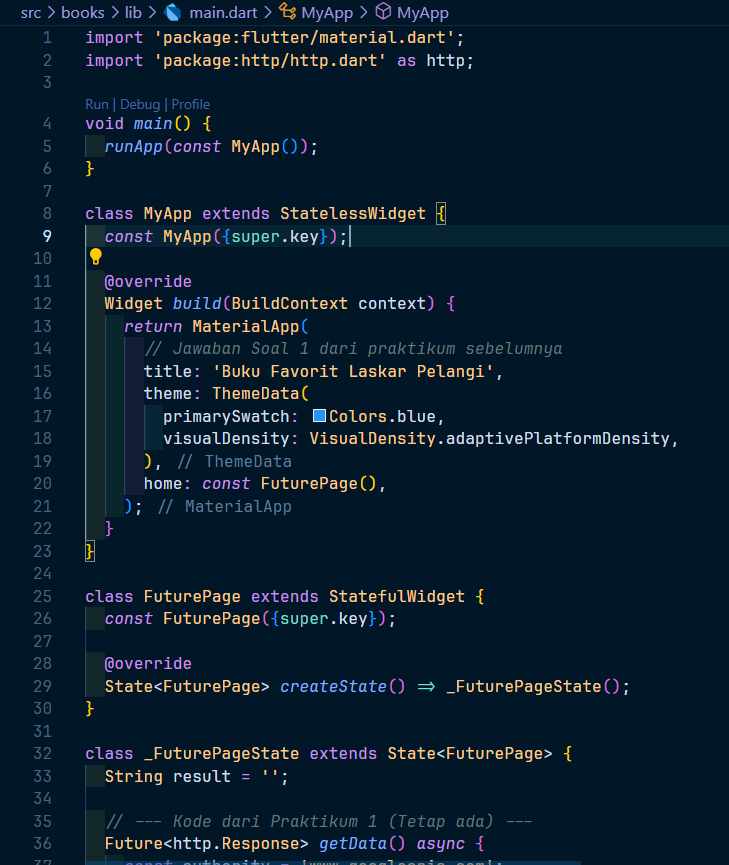 src > books > lib > main.dart > MyApp > MyApp
1 import 'package:flutter/material.dart';
2 import 'package:http/http.dart' as http;
3
Run | Debug | Profile
4 void main() {
5   runApp(const MyApp());
6 }
7
8 class MyApp extends StatelessWidget {
9   const MyApp({super.key});
10
11   @override
12   Widget build(BuildContext context) {
13     return MaterialApp(
14       // Jawaban Soal 1 dari praktikum sebelumnya
15       title: 'Buku Favorit Laskar Pelangi',
16       theme: ThemeData(
17         primarySwatch: Colors.blue,
18         visualDensity: VisualDensity.adaptivePlatformDensity,
19       ), // ThemeData
20       home: const FuturePage(),
21     ); // MaterialApp
22   }
23 }
24
25 class FuturePage extends StatefulWidget {
26   const FuturePage({super.key});
27
28   @override
29   State<FuturePage> createState() => _FuturePageState();
30 }
31
32 class _FuturePageState extends State<FuturePage> {
33   String result = '';
34
35   // --- Kode dari Praktikum 1 (Tetap ada) ---
36   Future<http.Response> getData() async {
37     const authority = 'www.googleapis.com';